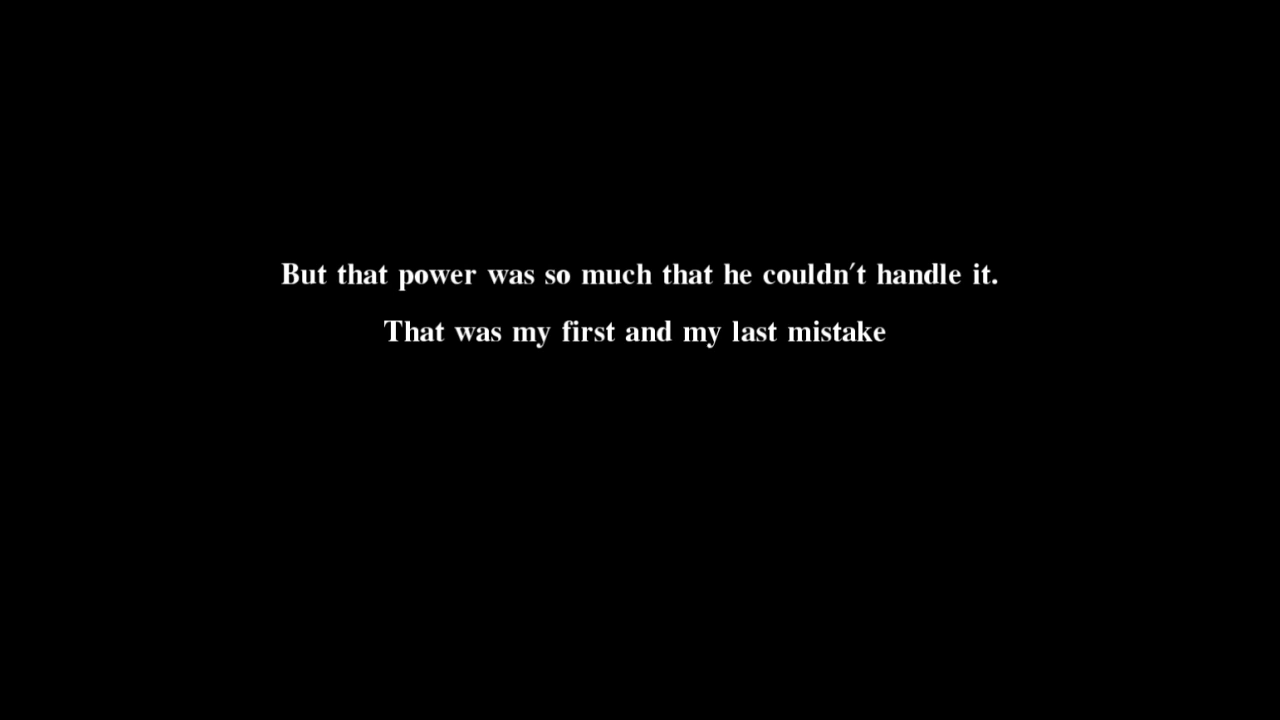 But that power was so much that he couldn't handle it.
That was my first and my last mistake